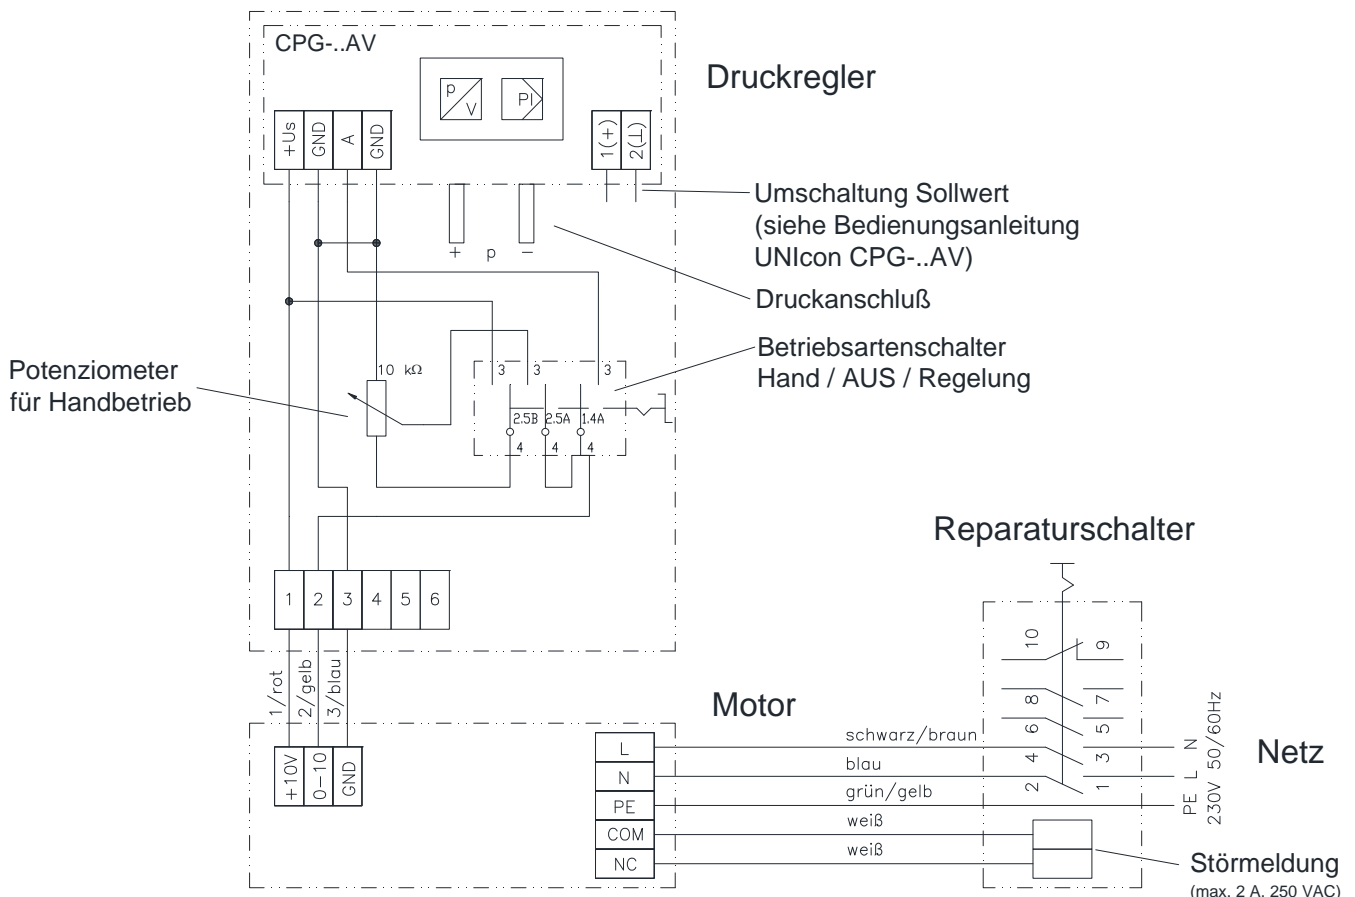 CPG-..AV
Druckregler
p
V
PI
+Us
GND
A
GND
1(+)
2(⊥)
+ p −
Umschaltung Sollwert
(siehe Bedienungsanleitung
UNIcon CPG-..AV)
Druckanschluß
Betriebsartenschalter
Hand / AUS / Regelung
Potenziometer
für Handbetrieb
10 kΩ
3 3 3
2.5B 2.5A 1.4A
4 4 4
1 2 3 4 5 6
1/rot
2/gelb
3/blau
Motor
+10V
0-10
GND
L
N
PE
COM
NC
schwarz/braun
blau
grün/gelb
weiß
weiß
Reparaturschalter
10 9
8 7
6 5
4 3
2 1
N
L
PE
230V 50/60Hz
Netz
Störmeldung
(max. 2 A, 250 VAC)